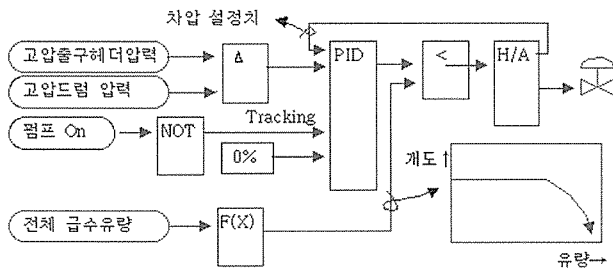 차압 설정치
고압출구헤더압력
고압드럼 압력
Δ
PID
<
H/A
펌프 On
NOT
Tracking
0%
개도↑
전체 급수유량
F(X)
유량→